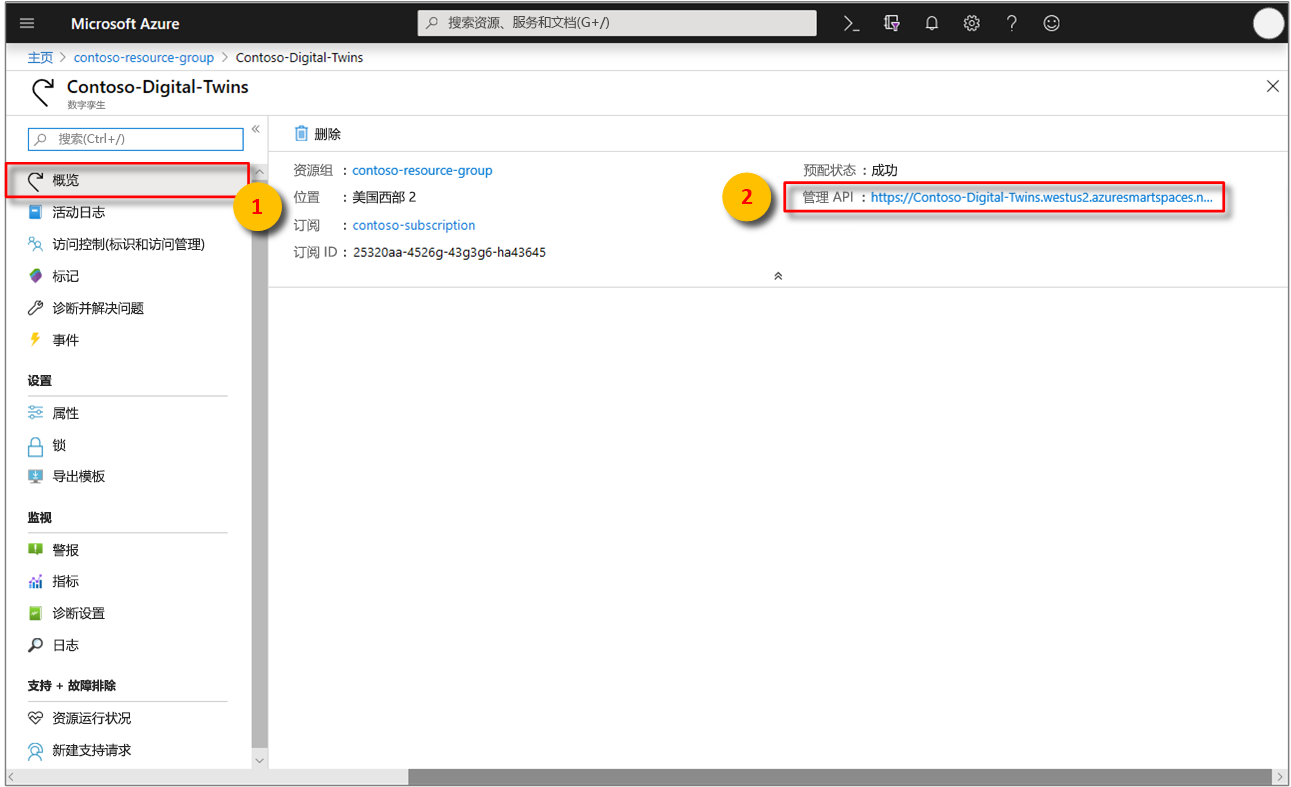 Microsoft Azure
搜索资源、服务和文档(G+/)
主页 > contoso-resource-group > Contoso-Digital-Twins
Contoso-Digital-Twins
数字孪生
搜索(Ctrl+/)
概览
1
活动日志
访问控制(标识和访问管理)
标记
诊断并解决问题
事件
设置
属性
锁
导出模板
监视
警报
指标
诊断设置
日志
支持 + 故障排除
资源运行状况
新建支持请求
删除
资源组 : contoso-resource-group
位置 : 美国西部 2
订阅 : contoso-subscription
订阅 ID : 25320aa-4526g-43g3g6-ha43645
预配状态 : 成功
2
管理 API : https://Contoso-Digital-Twins.westus2.azuresmartspaces.n...